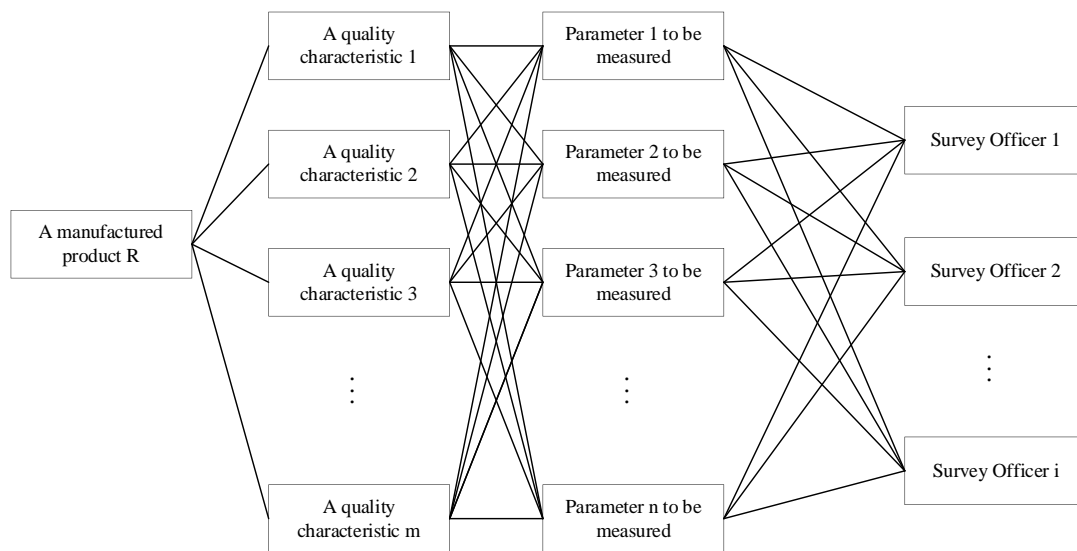 A manufactured
product R
A quality
characteristic 1
A quality
characteristic 2
A quality
characteristic 3
⋮
A quality
characteristic m
Parameter 1 to be
measured
Parameter 2 to be
measured
Parameter 3 to be
measured
⋮
Parameter n to be
measured
Survey Officer 1
Survey Officer 2
⋮
Survey Officer i